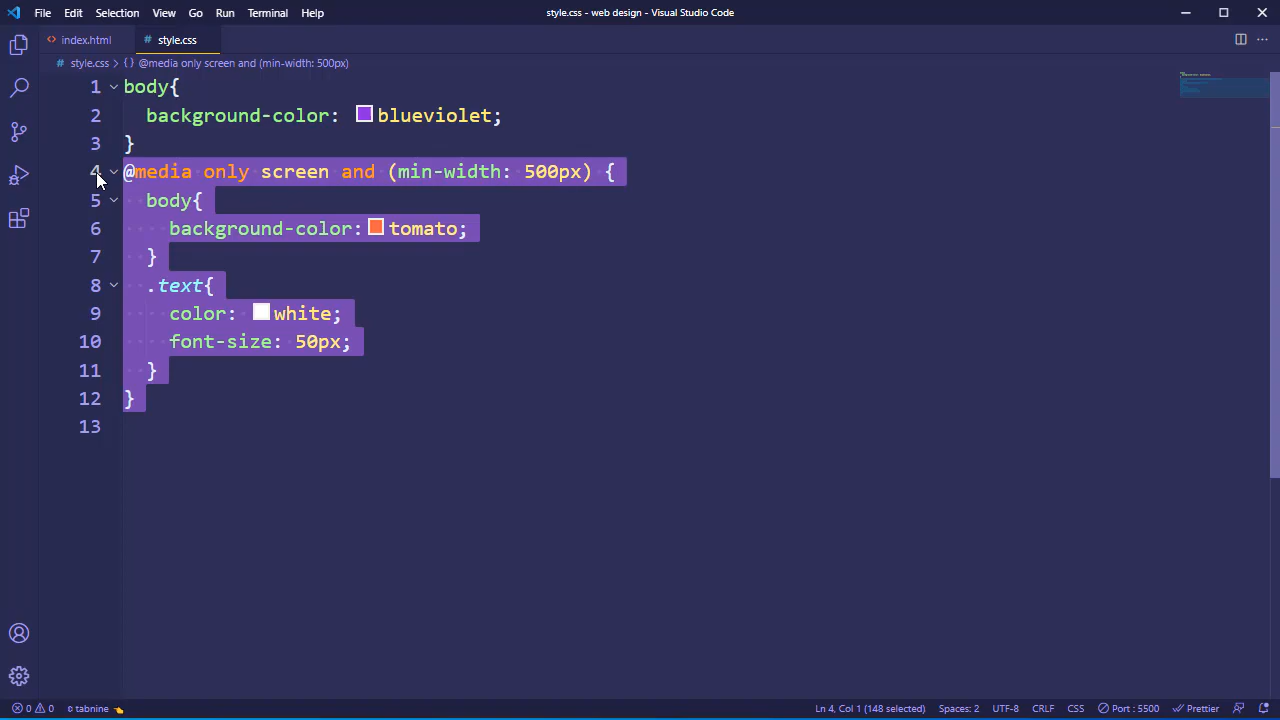 File Edit Selection View Go Run Terminal Help style.css - web design - Visual Studio Code
index.html style.css
style.css > @media only screen and (min-width: 500px)
1 body{
2 background-color: blueviolet;
3 }
4 @media only screen and (min-width: 500px) {
5 body{
6 background-color: tomato;
7 }
8 .text{
9 color: white;
10 font-size: 50px;
11 }
12 }
13
0 0 tabnine Ln 4, Col 1 (148 selected) Spaces: 2 UTF-8 CRLF CSS Port : 5500 Prettier